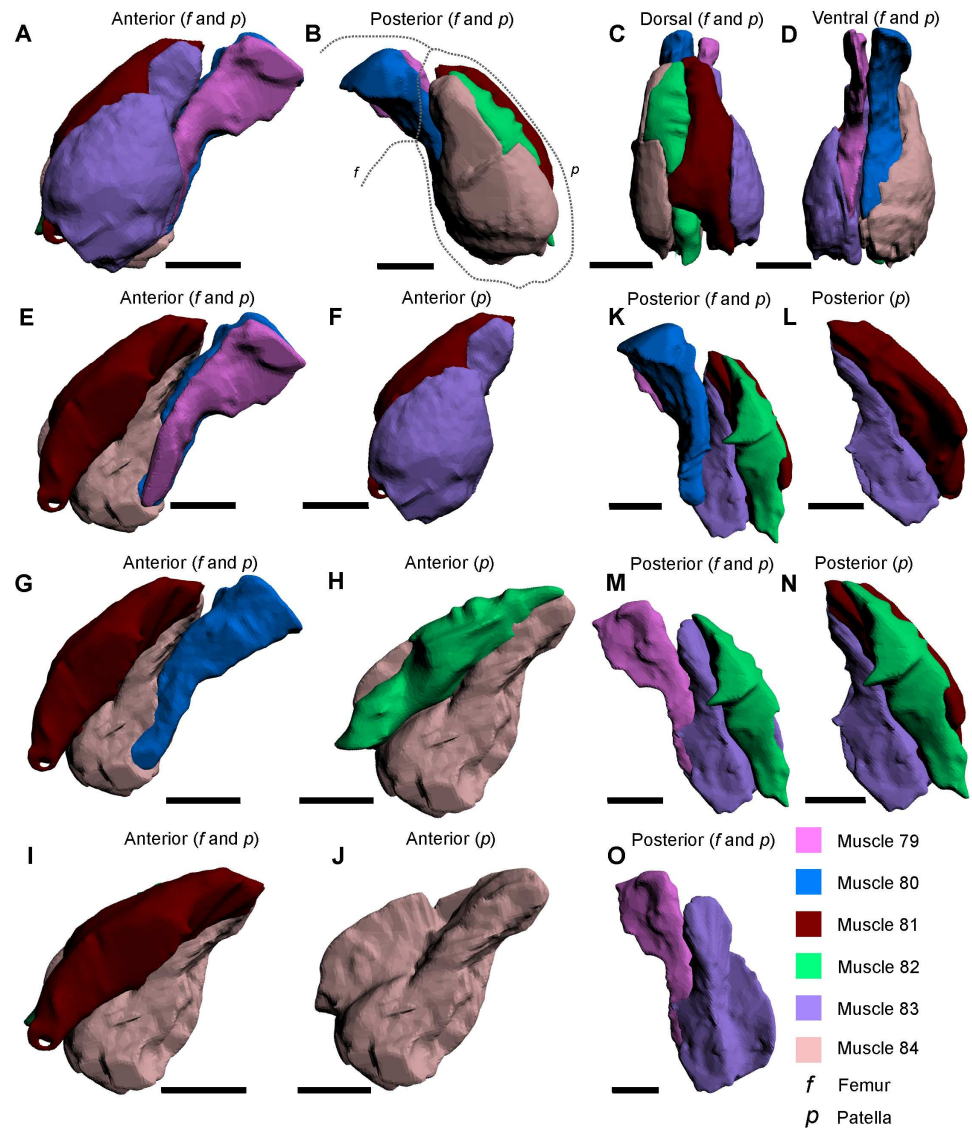 A Anterior (f and p)
B Posterior (f and p)
C Dorsal (f and p)
D Ventral (f and p)
f
p
E Anterior (f and p)
F Anterior (p)
K Posterior (f and p)
L Posterior (p)
G Anterior (f and p)
H Anterior (p)
M Posterior (f and p)
N Posterior (p)
I Anterior (f and p)
J Anterior (p)
O Posterior (f and p)
Muscle 79
Muscle 80
Muscle 81
Muscle 82
Muscle 83
Muscle 84
f Femur
p Patella